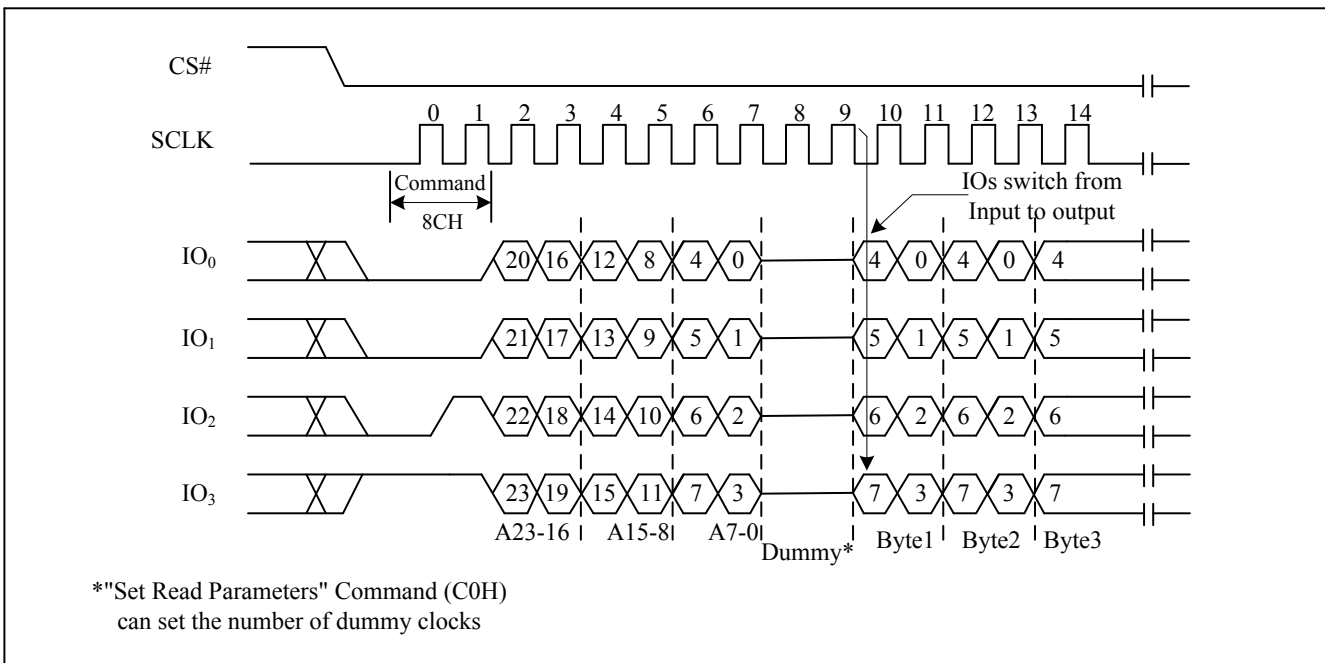 CS#
0 1 2 3 4 5 6 7 8 9 10 11 12 13 14
SCLK
Command
8CH
IOs switch from
Input to output
IO0 20 16 12 8 4 0 4 0 4 0 4
IO1 21 17 13 9 5 1 5 1 5 1 5
IO2 22 18 14 10 6 2 6 2 6 2 6
IO3 23 19 15 11 7 3 7 3 7 3 7
A23-16 A15-8 A7-0 Dummy* Byte1 Byte2 Byte3
*"Set Read Parameters" Command (C0H)
can set the number of dummy clocks